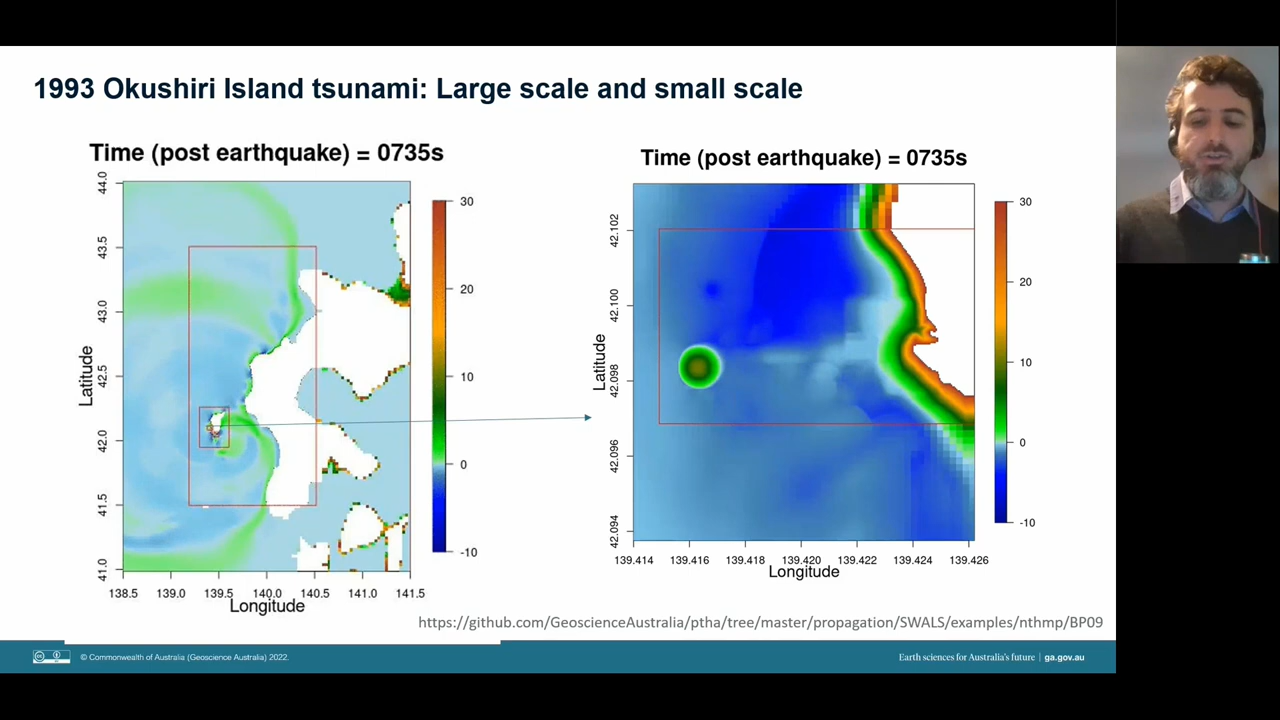 1993 Okushiri Island tsunami: Large scale and small scale
Time (post earthquake) = 0735s
44.0
43.5
43.0
42.5
42.0
41.5
41.0
Latitude
138.5 139.0 139.5 140.0 140.5 141.0 141.5
Longitude
30
20
10
0
-10
Time (post earthquake) = 0735s
42.102
42.100
42.098
42.096
42.094
Latitude
139.414 139.416 139.418 139.420 139.422 139.424 139.426
Longitude
30
20
10
0
-10
https://github.com/GeoscienceAustralia/ptha/tree/master/propagation/SWALS/examples/nthmp/BP09
© Commonwealth of Australia (Geoscience Australia) 2022.
Earth sciences for Australia's future | ga.gov.au